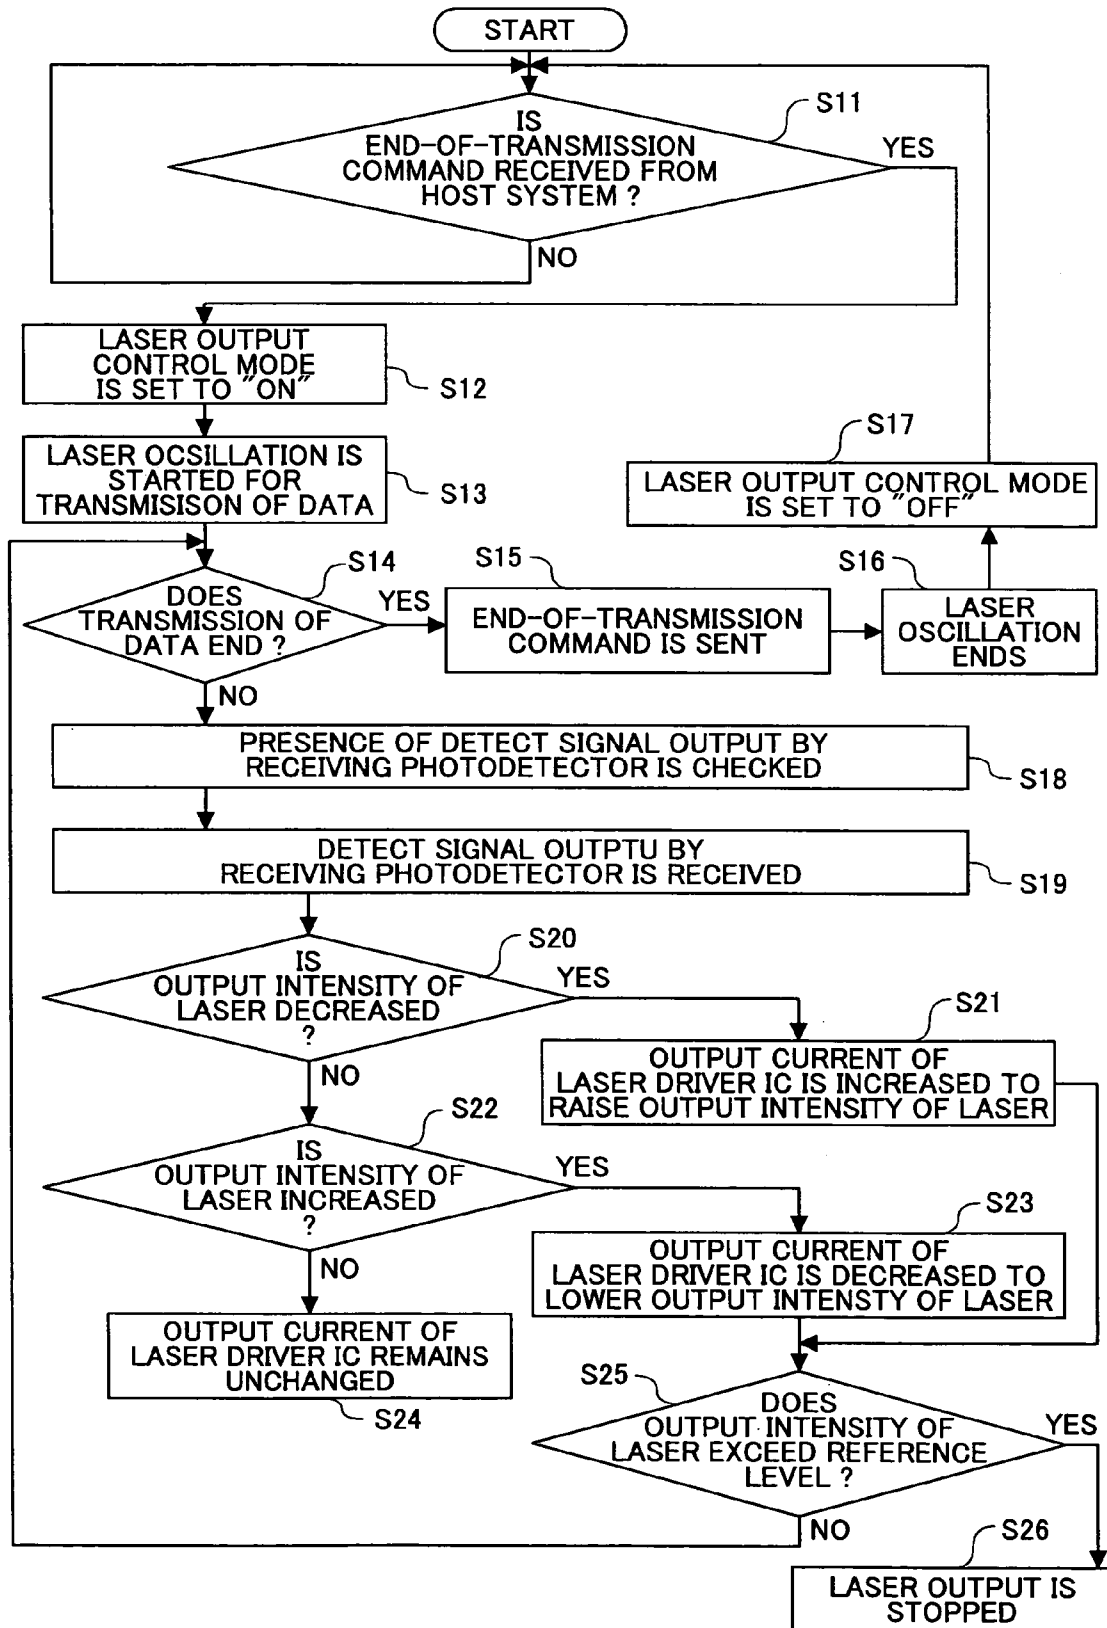 START
S11
IS
END-OF-TRANSMISSION
COMMAND RECEIVED FROM
HOST SYSTEM ?
YES
NO
LASER OUTPUT
CONTROL MODE
IS SET TO "ON"
S12
LASER OCSILLATION IS
STARTED FOR
TRANSMISISON OF DATA
S13
S17
LASER OUTPUT CONTROL MODE
IS SET TO "OFF"
S14
DOES
TRANSMISSION OF
DATA END ?
YES
NO
S15
END-OF-TRANSMISSION
COMMAND IS SENT
S16
LASER
OSCILLATION
ENDS
PRESENCE OF DETECT SIGNAL OUTPUT BY
RECEIVING PHOTODETECTOR IS CHECKED
S18
DETECT SIGNAL OUTPTU BY
RECEIVING PHOTODETECTOR IS RECEIVED
S19
S20
IS
OUTPUT INTENSITY OF
LASER DECREASED
?
YES
NO
S21
OUTPUT CURRENT OF
LASER DRIVER IC IS INCREASED TO
RAISE OUTPUT INTENSITY OF LASER
S22
IS
OUTPUT INTENSITY OF
LASER INCREASED
?
YES
NO
S23
OUTPUT CURRENT OF
LASER DRIVER IC IS DECREASED TO
LOWER OUTPUT INTENSTY OF LASER
OUTPUT CURRENT OF
LASER DRIVER IC REMAINS
UNCHANGED
S24
S25
DOES
OUTPUT INTENSITY OF
LASER EXCEED REFERENCE
LEVEL ?
YES
NO
S26
LASER OUTPUT IS
STOPPED